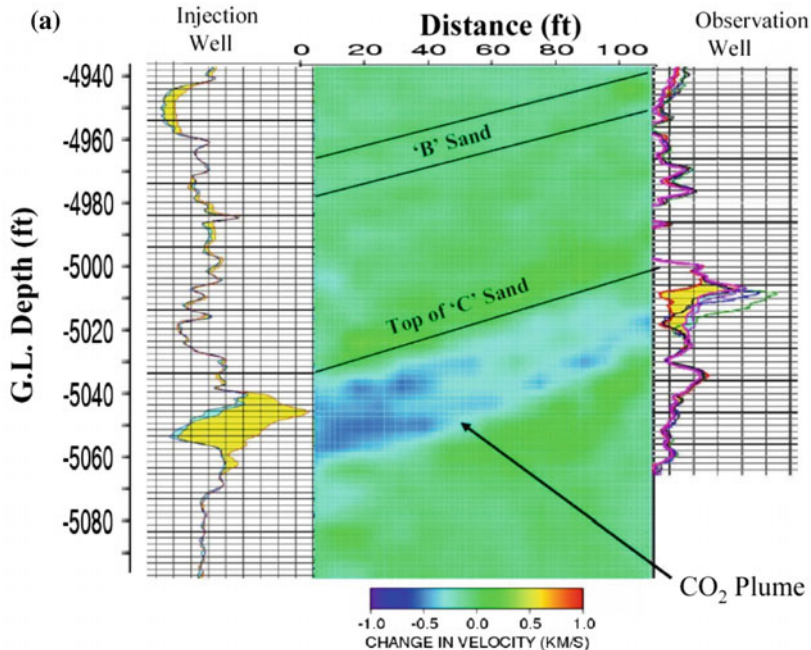 (a)
Injection
Well
Distance (ft)
Observation
Well
0 20 40 60 80 100
G.L. Depth (ft)
-4940
-4960
-4980
-5000
-5020
-5040
-5060
-5080
'B' Sand
Top of 'C' Sand
CO₂ Plume
-1.0 -0.5 0.0 0.5 1.0
CHANGE IN VELOCITY (KM/S)